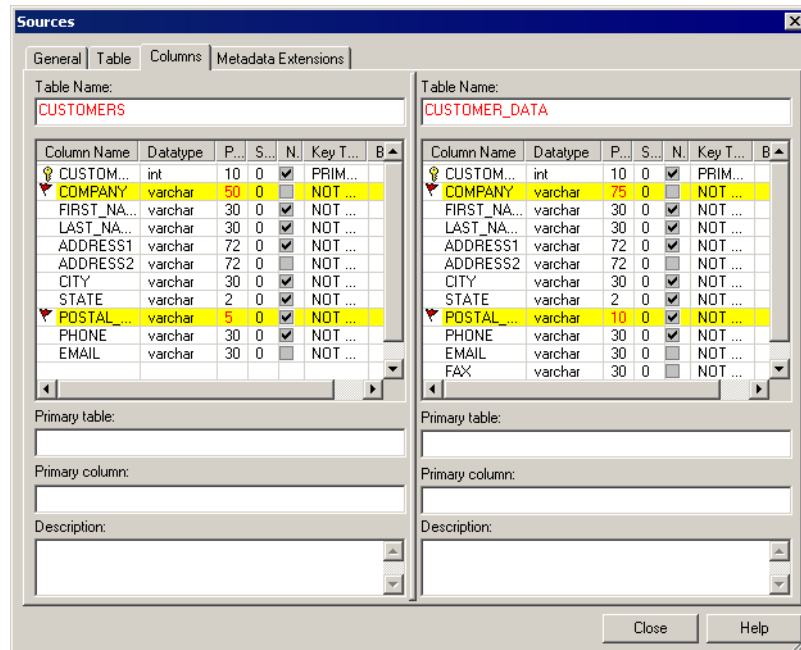 Sources
General Table Columns Metadata Extensions
Table Name:
CUSTOMERS
Column Name Datatype P... S... N. Key T... B
CUSTOM... int 10 0 PRIM...
COMPANY varchar 50 0 NOT ...
FIRST_NA... varchar 30 0 NOT ...
LAST_NA... varchar 30 0 NOT ...
ADDRESS1 varchar 72 0 NOT ...
ADDRESS2 varchar 72 0 NOT ...
CITY varchar 30 0 NOT ...
STATE varchar 2 0 NOT ...
POSTAL_... varchar 5 0 NOT ...
PHONE varchar 30 0 NOT ...
EMAIL varchar 30 0 NOT ...
Primary table:
Primary column:
Description:
Table Name:
CUSTOMER_DATA
Column Name Datatype P... S... N. Key T... B
CUSTOM... int 10 0 PRIM...
COMPANY varchar 75 0 NOT ...
FIRST_NA... varchar 30 0 NOT ...
LAST_NA... varchar 30 0 NOT ...
ADDRESS1 varchar 72 0 NOT ...
ADDRESS2 varchar 72 0 NOT ...
CITY varchar 30 0 NOT ...
STATE varchar 2 0 NOT ...
POSTAL_... varchar 10 0 NOT ...
PHONE varchar 30 0 NOT ...
EMAIL varchar 30 0 NOT ...
FAX varchar 30 0 NOT ...
Primary table:
Primary column:
Description:
Close Help